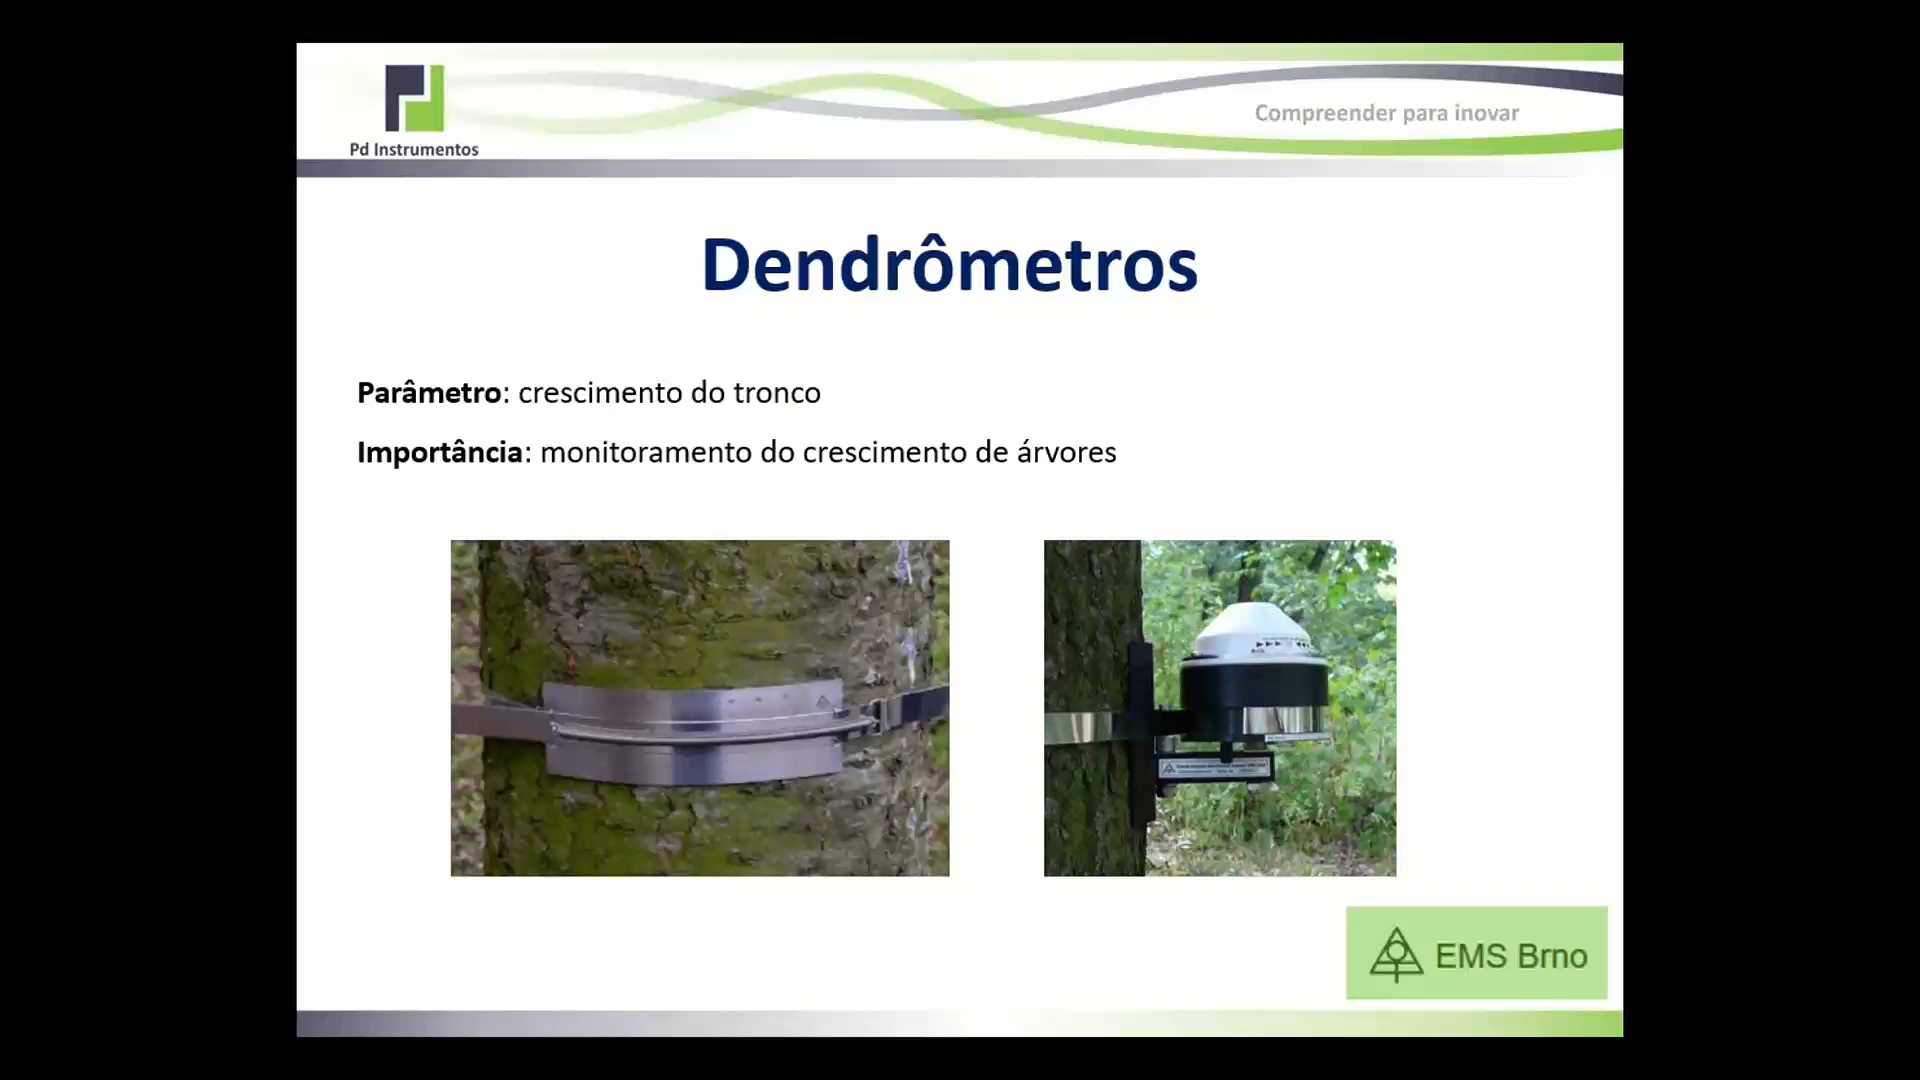 Pd Instrumentos
Compreender para inovar
Dendrômetros
Parâmetro: crescimento do tronco
Importância: monitoramento do crescimento de árvores
EMS Brno